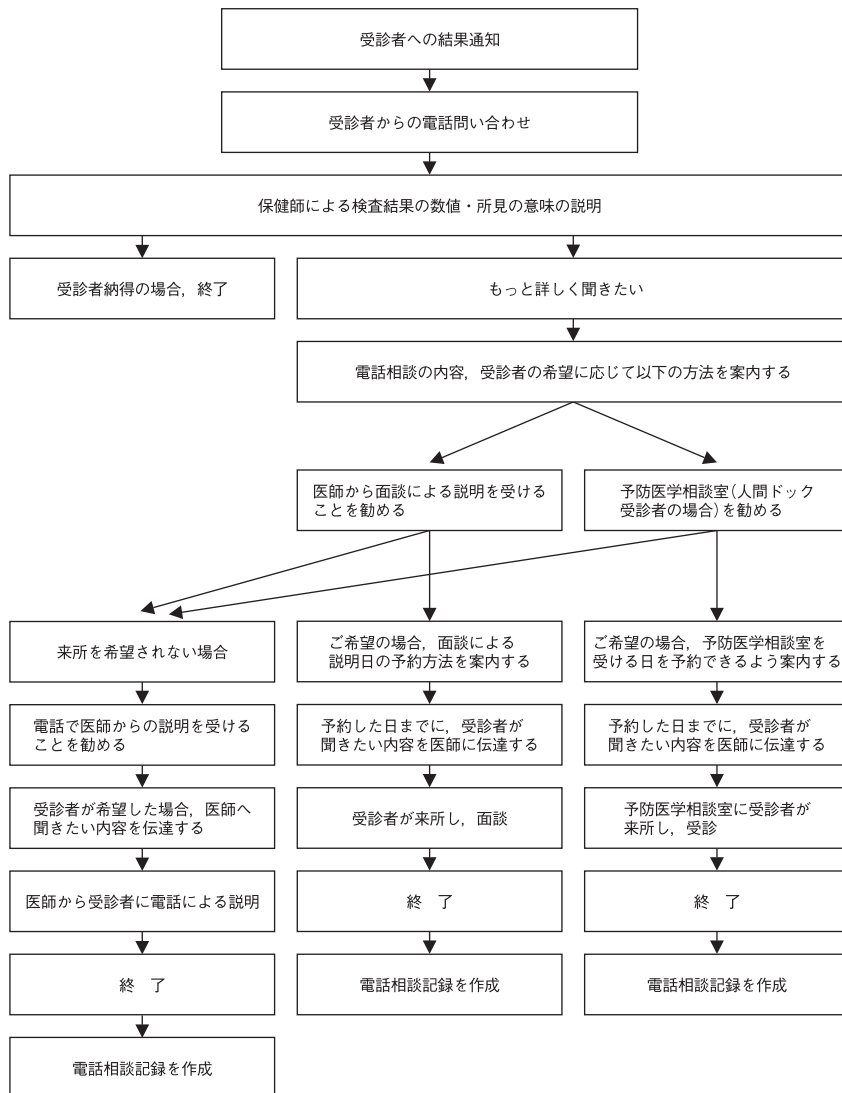 受診者への結果通知
受診者からの電話問い合わせ
保健師による検査結果の数値・所見の意味の説明
受診者納得の場合，終了
もっと詳しく聞きたい
電話相談の内容，受診者の希望に応じて以下の方法を案内する
医師から面談による説明を受ける
ことを勧める
予防医学相談室(人間ドック
受診者の場合)を勧める
来所を希望されない場合
ご希望の場合，面談による
説明日の予約方法を案内する
ご希望の場合，予防医学相談室を
受ける日を予約できるよう案内する
電話で医師からの説明を受ける
ことを勧める
予約した日までに，受診者が
聞きたい内容を医師に伝達する
予約した日までに，受診者が
聞きたい内容を医師に伝達する
受診者が希望した場合，医師へ
聞きたい内容を伝達する
受診者が来所し，面談
予防医学相談室に受診者が
来所し，受診
医師から受診者に電話による説明
終　了
終　了
終　了
電話相談記録を作成
電話相談記録を作成
電話相談記録を作成